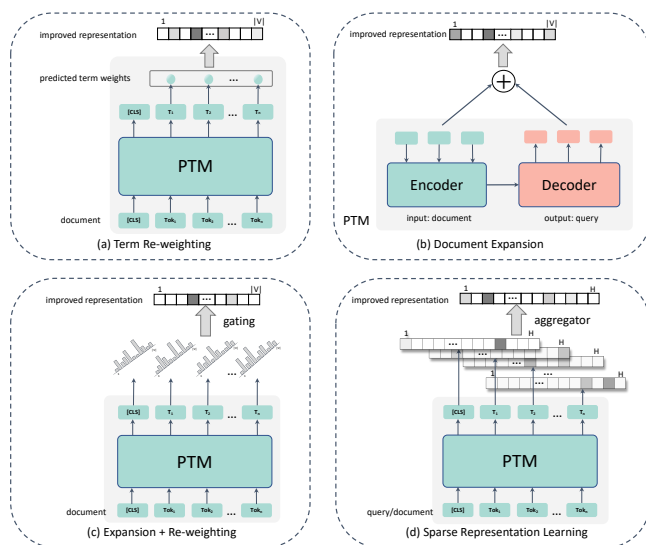 1 |V|
improved representation ...
predicted term weights ...
[CLS] T₁ T₂ ... Tₙ
PTM
document [CLS] Tok₁ Tok₂ ... Tokₙ
(a) Term Re-weighting
1 |V|
improved representation ...
+
Encoder Decoder
PTM input: document output: query
(b) Document Expansion
1 |V|
improved representation ...
gating
...
[CLS] T₁ T₂ ... Tₙ
PTM
document [CLS] Tok₁ Tok₂ ... Tokₙ
(c) Expansion + Re-weighting
1 H
improved representation ...
aggregator
1 ... H
... H
... H
1 ... H
[CLS] T₁ T₂ ... Tₙ
PTM
query/document [CLS] Tok₁ Tok₂ ... Tokₙ
(d) Sparse Representation Learning